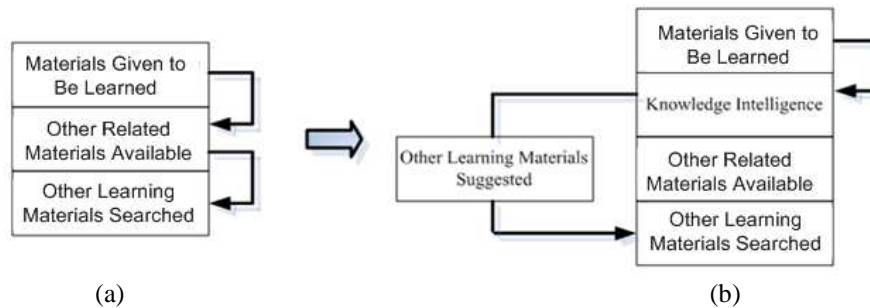 Materials Given to
Be Learned
Other Related
Materials Available
Other Learning
Materials Searched
(a)
Materials Given to
Be Learned
Knowledge Intelligence
Other Learning Materials
Suggested
Other Related
Materials Available
Other Learning
Materials Searched
(b)